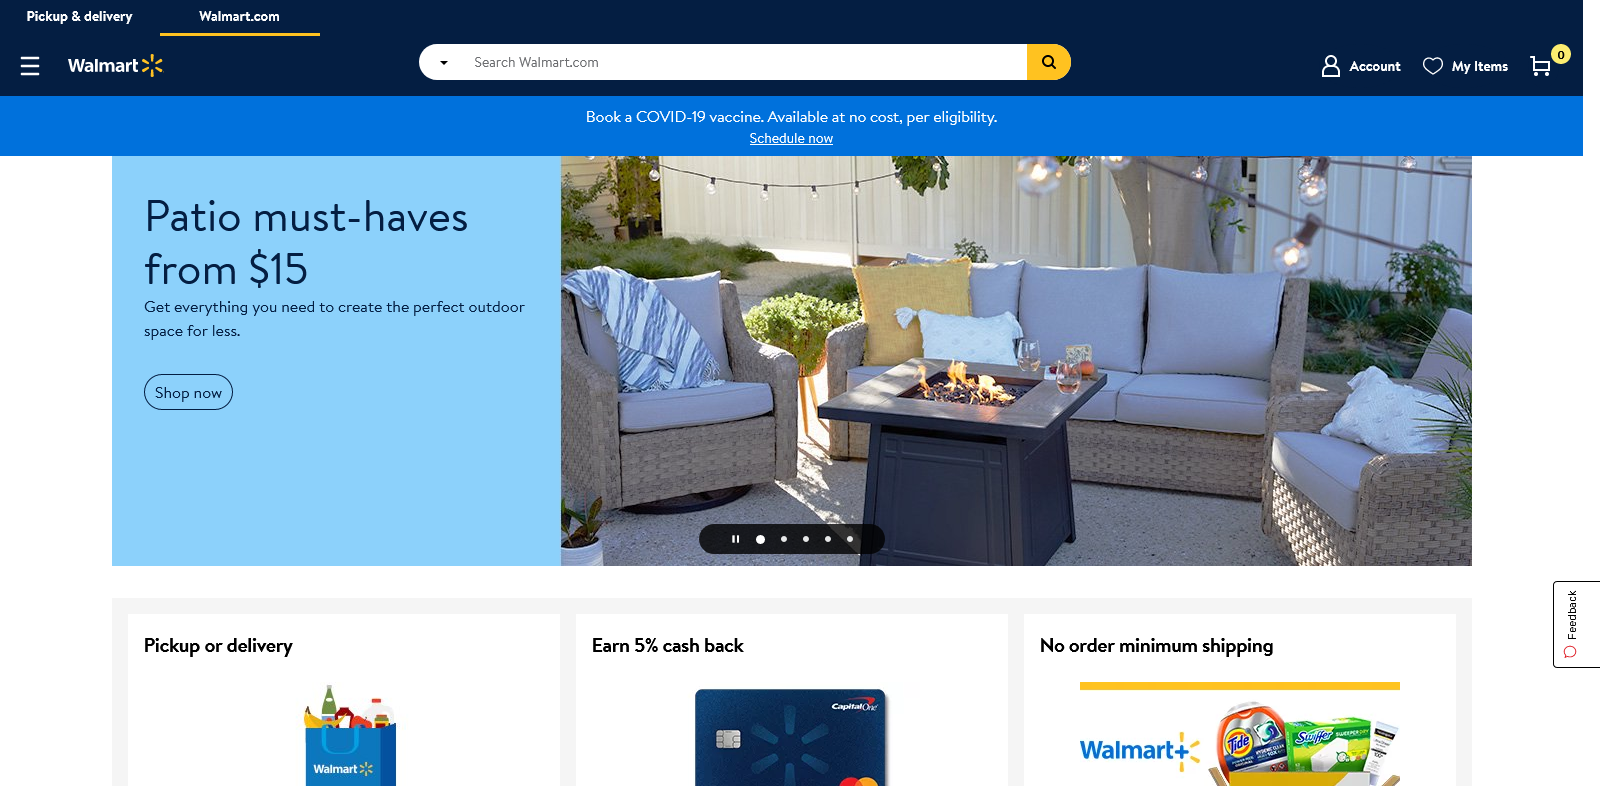 Pickup & delivery
Walmart.com
Walmart
Search Walmart.com
Account
My Items
0
Book a COVID-19 vaccine. Available at no cost, per eligibility.
Schedule now
Patio must-haves
from $15
Get everything you need to create the perfect outdoor
space for less.
Shop now
Feedback
Pickup or delivery
Earn 5% cash back
No order minimum shipping
Walmart
CapitalOne
Walmart+
Tide
Swiffer
SWEEPER DRY